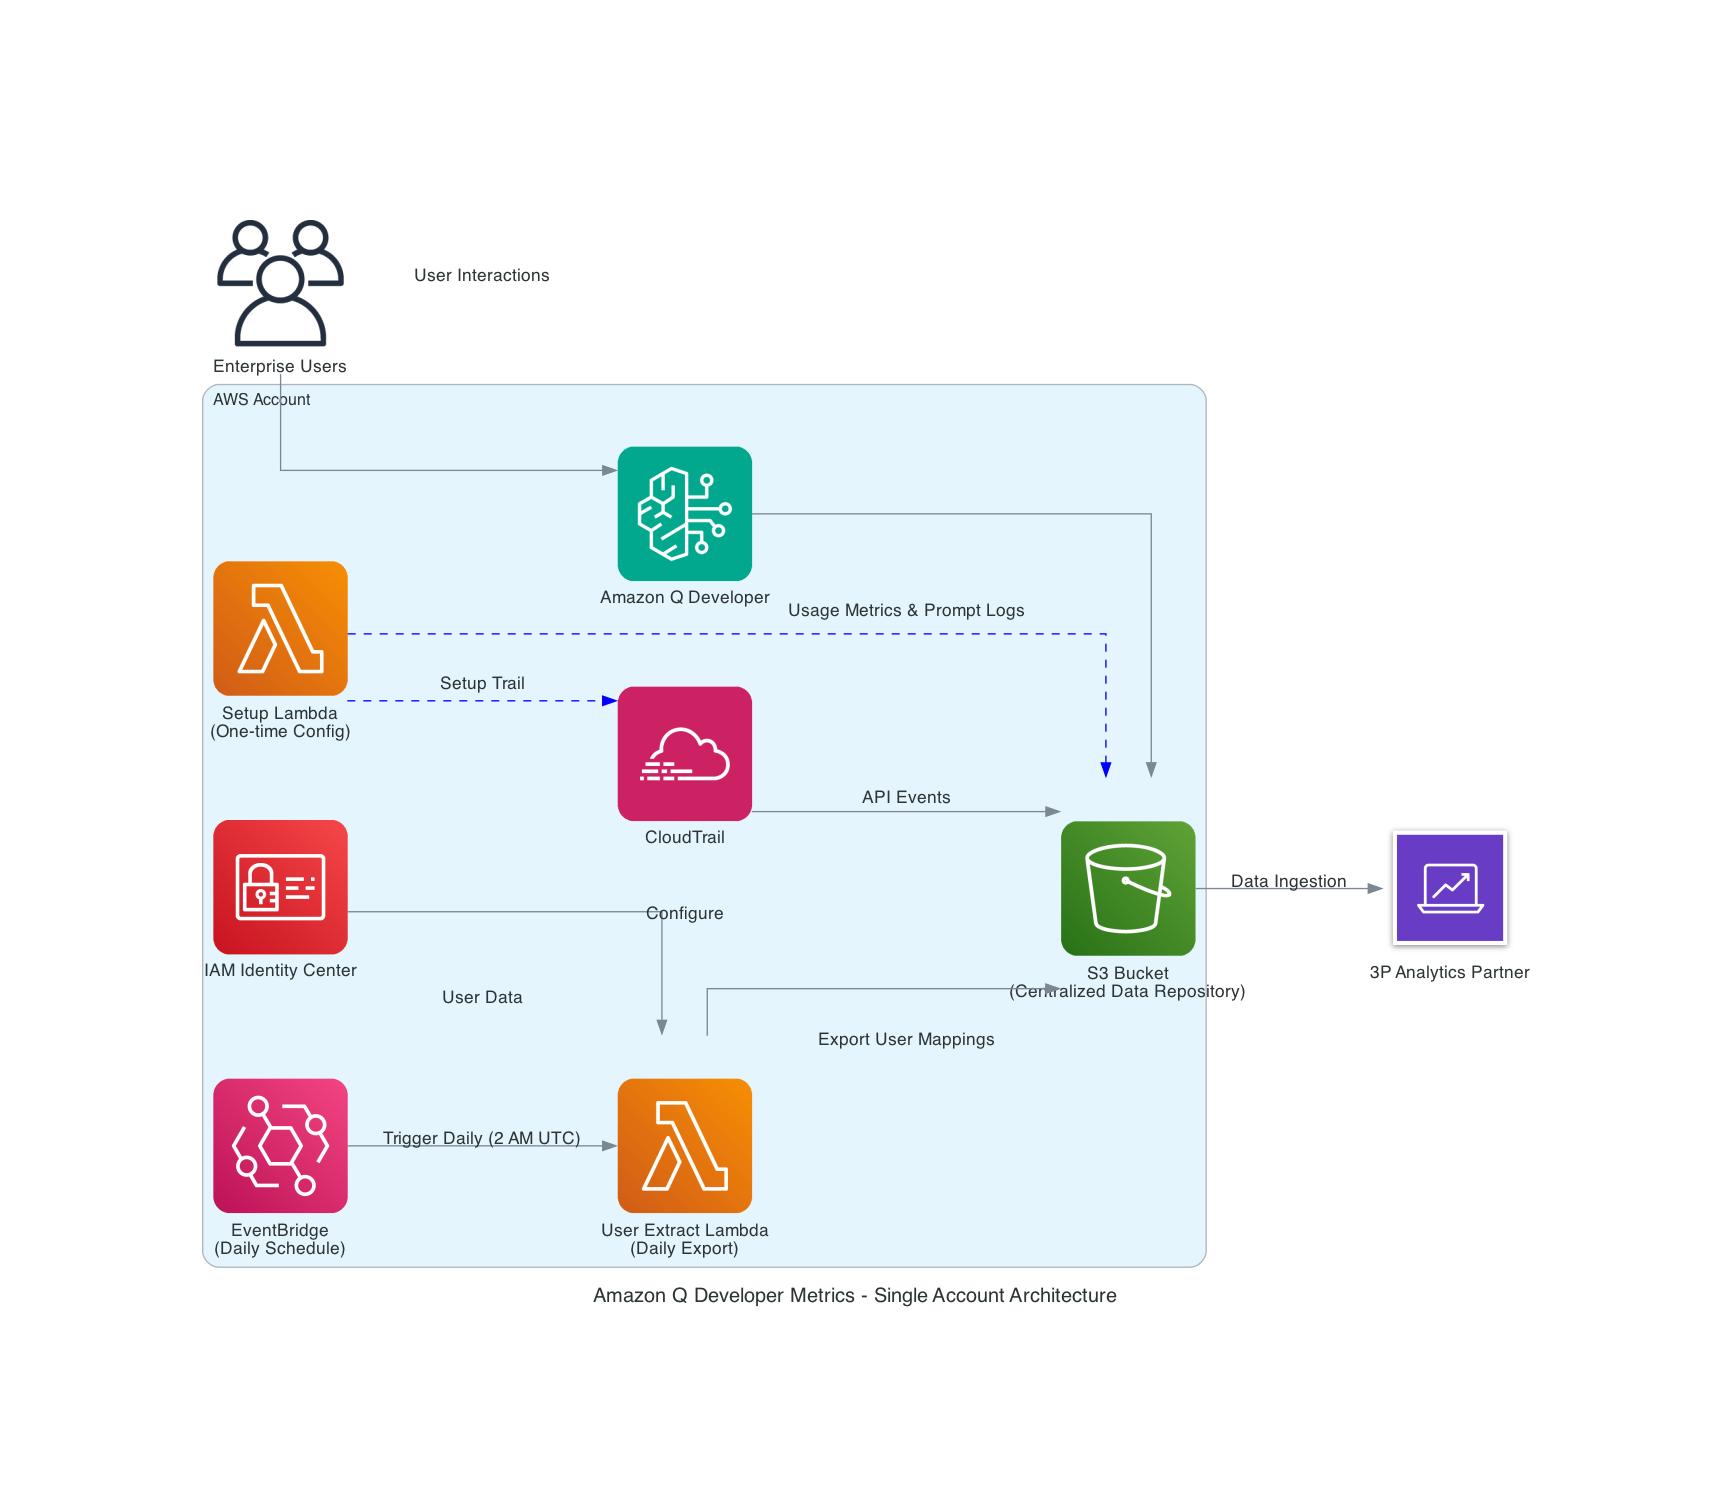 User Interactions
Enterprise Users
AWS Account
Amazon Q Developer
Usage Metrics & Prompt Logs
Setup Trail
Setup Lambda
(One-time Config)
API Events
CloudTrail
Data Ingestion
Configure
IAM Identity Center
S3 Bucket
(Centralized Data Repository)
3P Analytics Partner
User Data
Export User Mappings
Trigger Daily (2 AM UTC)
EventBridge
(Daily Schedule)
User Extract Lambda
(Daily Export)
Amazon Q Developer Metrics - Single Account Architecture